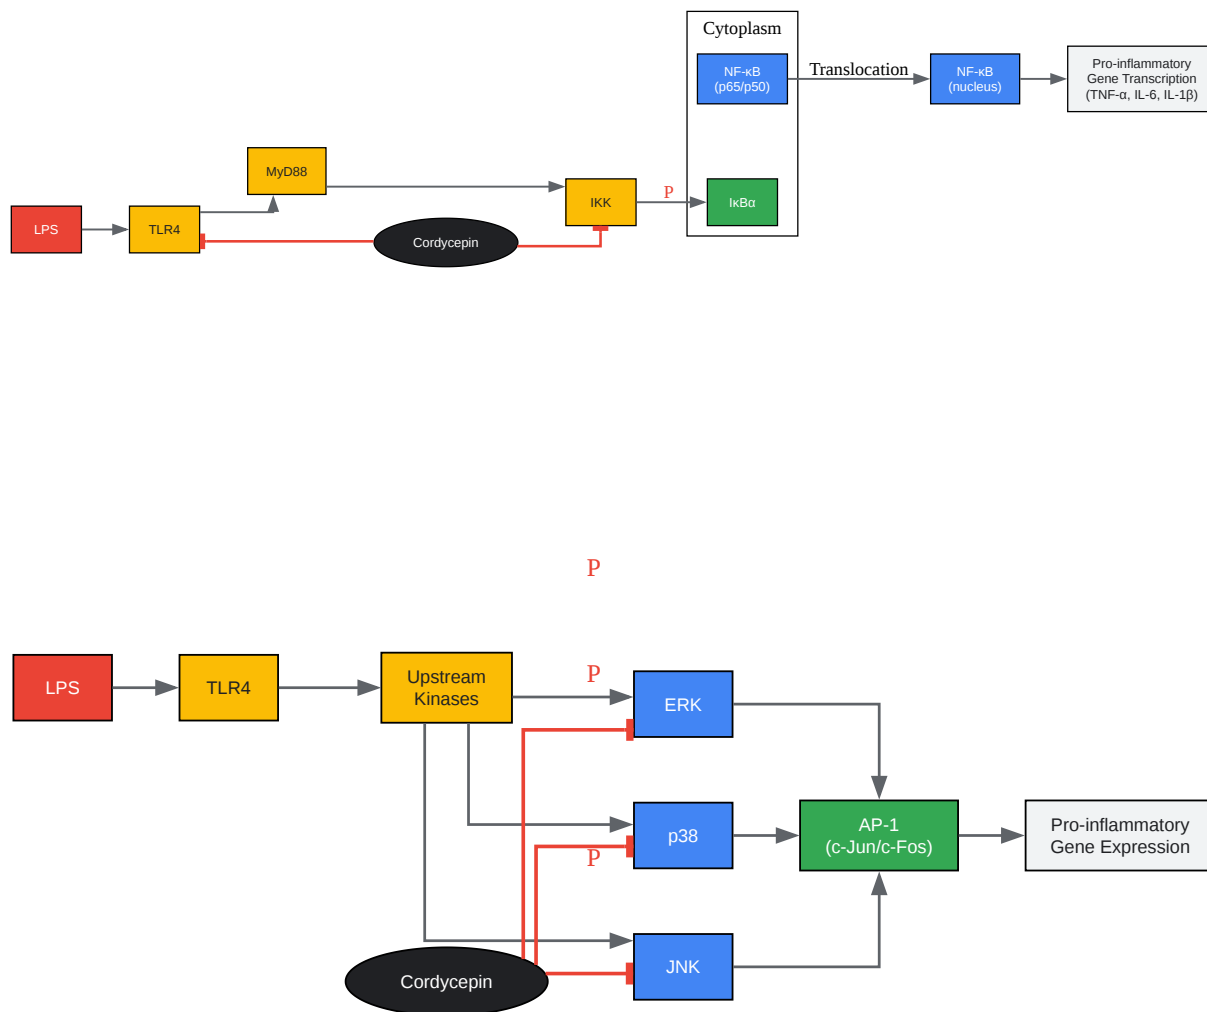 Cytoplasm
NF-κB
(p65/p50)
Translocation
NF-κB
(nucleus)
Pro-inflammatory
Gene Transcription
(TNF-α, IL-6, IL-1β)
MyD88
LPS
TLR4
IKK
P
IκBα
Cordycepin
P
LPS
TLR4
Upstream
Kinases
P
ERK
p38
P
AP-1
(c-Jun/c-Fos)
Pro-inflammatory
Gene Expression
JNK
Cordycepin